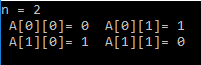 n = 2
A[0][0]= 0  A[0][1]= 1
A[1][0]= 1  A[1][1]= 0